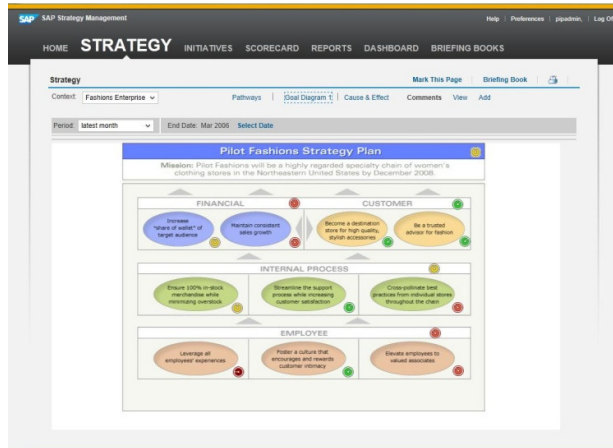 SAP SAP Strategy Management
Help | Preferences | pipadmin, | Log Of
HOME STRATEGY INITIATIVES SCORECARD REPORTS DASHBOARD BRIEFING BOOKS
Strategy
Mark This Page | Briefing Book
Context: Fashions Enterprise
Pathways | Goal Diagram 1 | Cause & Effect Comments View Add
Period: latest month End Date: Mar 2006 Select Date
Pilot Fashions Strategy Plan
Mission: Pilot Fashions will be a highly regarded specialty chain of women's
clothing stores in the Northeastern United States by December 2008.
FINANCIAL
CUSTOMER
Increase
"share of wallet" of
target audience
Maintain consistent
sales growth
Become a destination
store for high quality,
stylish accessories
Be a trusted
advisor for fashion
INTERNAL PROCESS
Ensure 100% in-stock
merchandise while
minimizing overstock
Streamline the support
process while increasing
customer satisfaction
Cross-pollinate best
practices from individual stores
throughout the chain
EMPLOYEE
Leverage all
employees' experiences
Foster a culture that
encourages and rewards
customer intimacy
Elevate employees to
valued associates